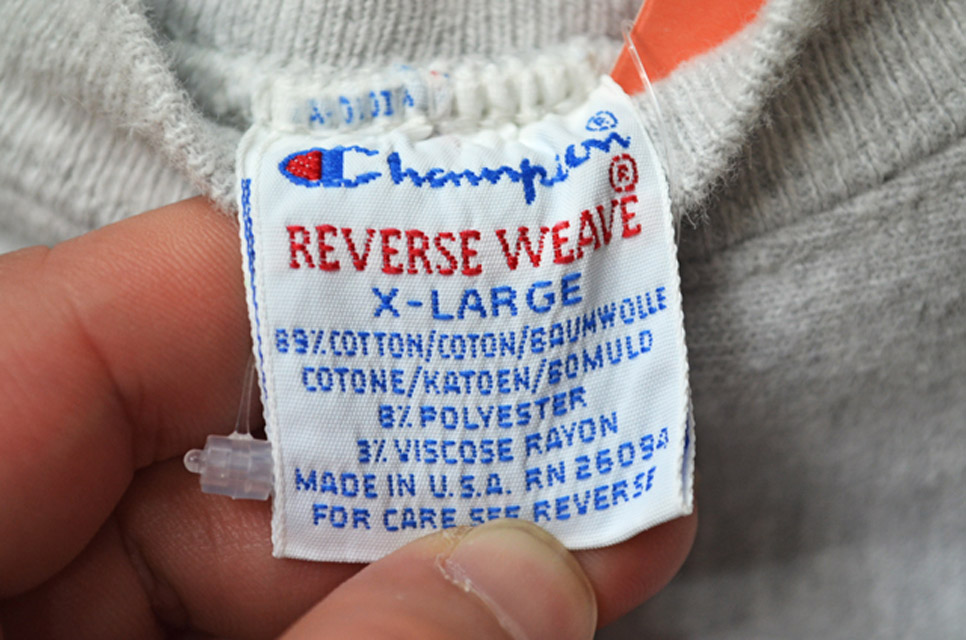 Champion®
REVERSE WEAVE®
X-LARGE
89% COTTON/COTON/BAUMWOLLE
COTONE/KATOEN/BOMULD
8% POLYESTER
3% VISCOSE RAYON
MADE IN U.S.A. RN 26094
FOR CARE SEE REVERSE